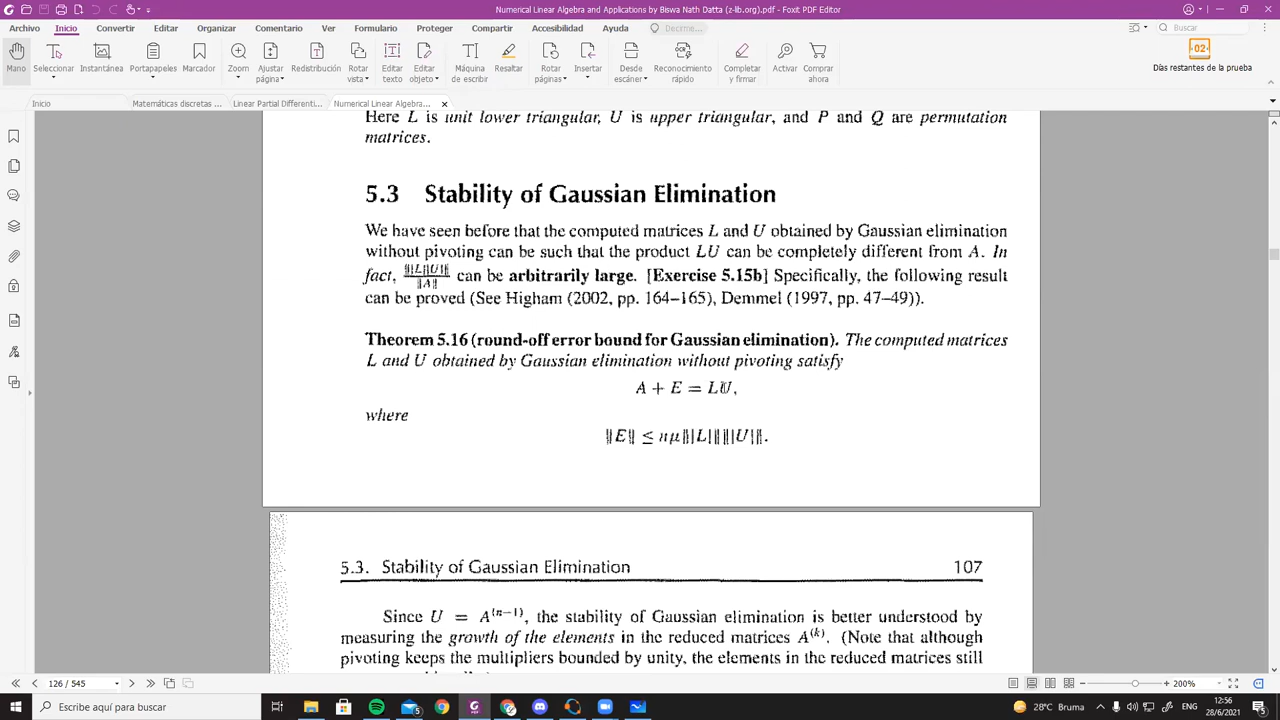 Numerical Linear Algebra and Applications by Biswa Nath Datta (z-lib.org).pdf - Foxit PDF Editor
Archivo Inicio Convertir Editar Organizar Comentario Ver Formulario Proteger Compartir Accesibilidad Ayuda Decirme... Buscar
Mano Seleccionar Instantánea Portapapeles Marcador Zoom Ajustar página Redistribución Rotar vista Editar texto Editar objeto Máquina de escribir Resaltar Rotar páginas Insertar Desde escáner Reconocimiento rápido Completar y firmar Activar Comprar ahora
-02-
Días restantes de la prueba
Inicio Matemáticas discretas ... Linear Partial Differenti... Numerical Linear Algebra...
Here L is unit lower triangular, U is upper triangular, and P and Q are permutation
matrices.
5.3 Stability of Gaussian Elimination
We have seen before that the computed matrices L and U obtained by Gaussian elimination
without pivoting can be such that the product LU can be completely different from A. In
fact, ‖|L||U|‖/‖A‖ can be arbitrarily large. [Exercise 5.15b] Specifically, the following result
can be proved (See Higham (2002, pp. 164–165), Demmel (1997, pp. 47–49)).
Theorem 5.16 (round-off error bound for Gaussian elimination). The computed matrices
L and U obtained by Gaussian elimination without pivoting satisfy
A + E = LU,
where
‖E‖ ≤ nμ‖|L|‖‖|U|‖.
5.3. Stability of Gaussian Elimination 107
Since U = A^(n−1), the stability of Gaussian elimination is better understood by
measuring the growth of the elements in the reduced matrices A^(k). (Note that although
pivoting keeps the multipliers bounded by unity, the elements in the reduced matrices still
126 / 545 200%
Escribe aquí para buscar 28°C Bruma ESP 12:56
28/6/2021